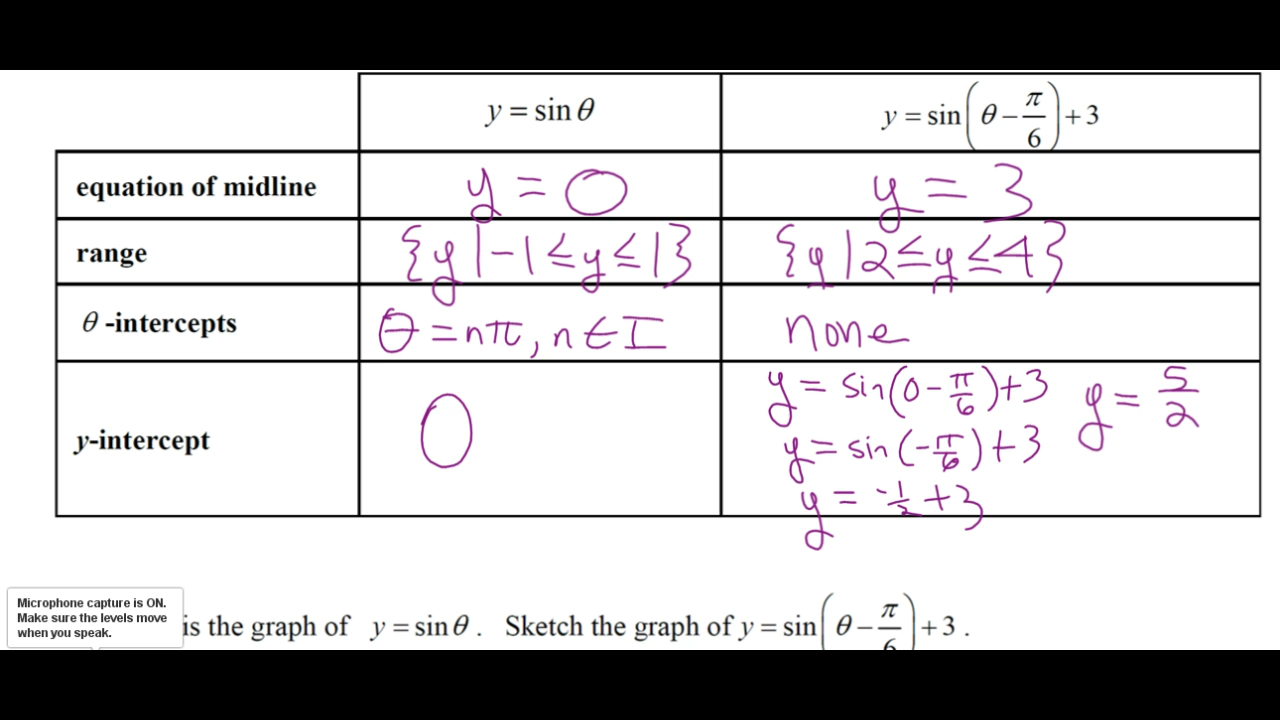 y = sin θ
y = sin(θ − π/6) + 3
equation of midline
y = 0
y = 3
range
{y | −1 ≤ y ≤ 1}
{y | 2 ≤ y ≤ 4}
θ -intercepts
θ = nπ, n ∈ I
none
y-intercept
0
y = sin(0 − π/6) + 3
y = sin(−π/6) + 3
y = −1/2 + 3
y = 5/2
Microphone capture is ON.
Make sure the levels move
when you speak.
is the graph of y = sin θ . Sketch the graph of y = sin(θ − π/6) + 3 .